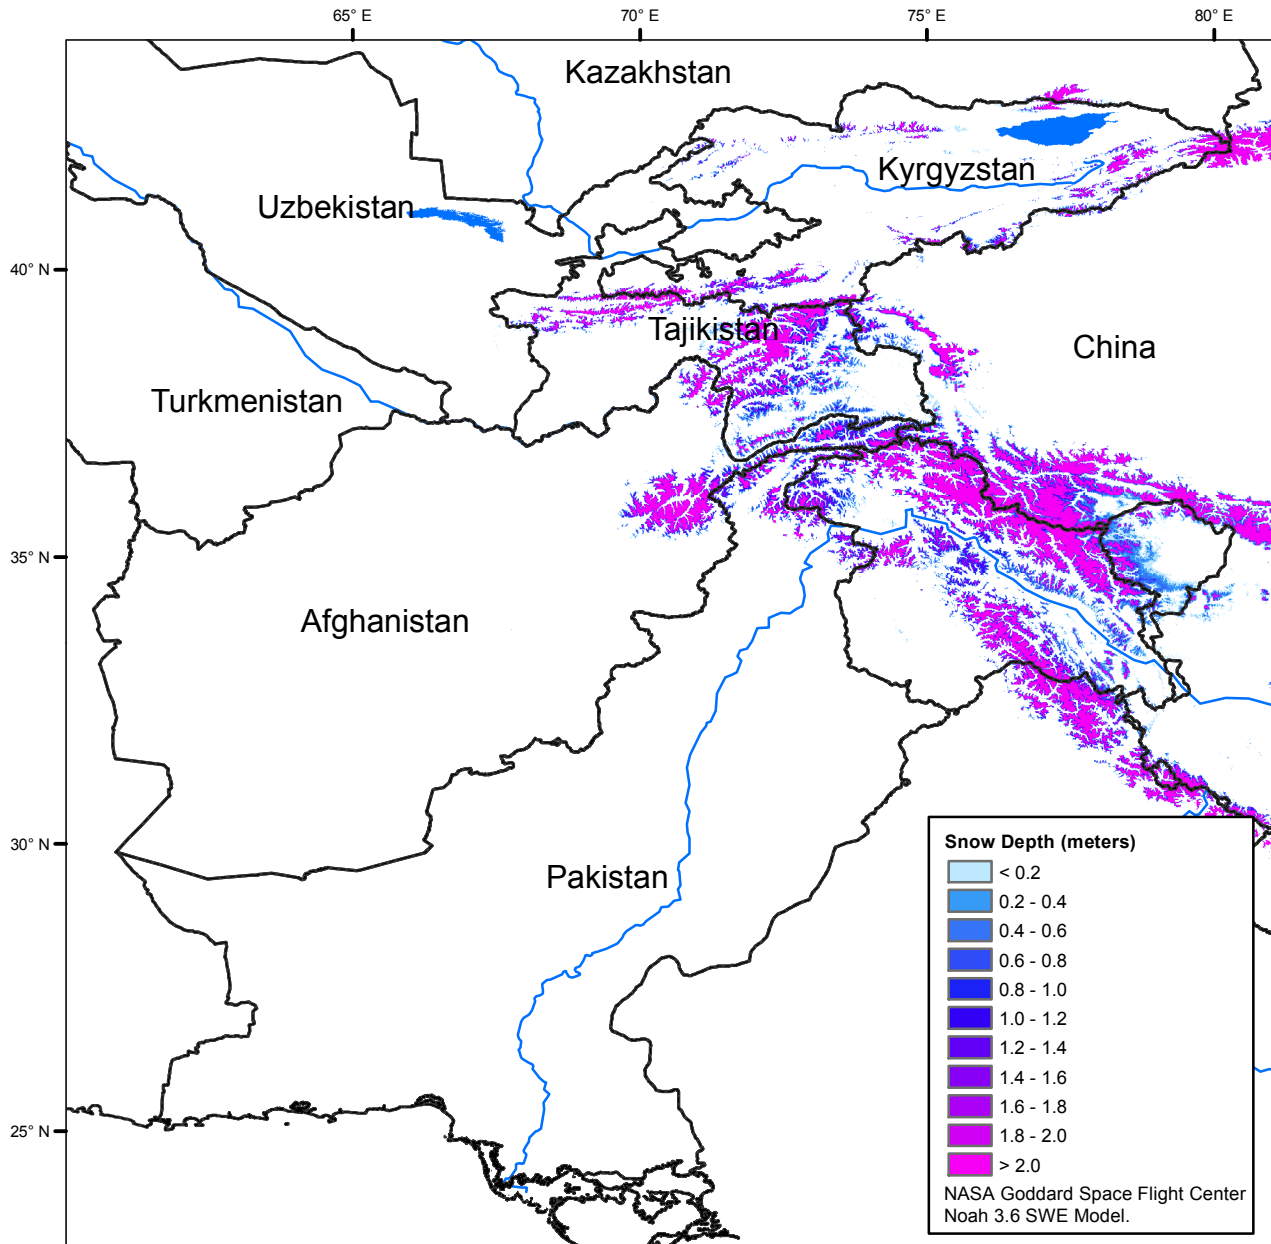 65° E
70° E
75° E
80° E
Kazakhstan
Kyrgyzstan
Uzbekistan
40° N
Tajikistan
China
Turkmenistan
35° N
Afghanistan
30° N
Pakistan
25° N
Snow Depth (meters)
< 0.2
0.2 - 0.4
0.4 - 0.6
0.6 - 0.8
0.8 - 1.0
1.0 - 1.2
1.2 - 1.4
1.4 - 1.6
1.6 - 1.8
1.8 - 2.0
> 2.0
NASA Goddard Space Flight Center
Noah 3.6 SWE Model.